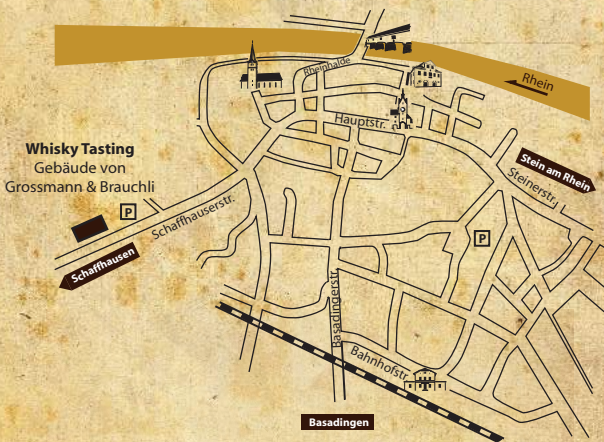 Rheinhalde
Rhein
Hauptstr.
Whisky Tasting
Gebäude von
Grossmann & Brauchli
P
Stein am Rhein
Steinerstr.
Schaffhauserstr.
P
Schaffhausen
Basadingerstr.
Bahnhofstr.
Basadingen